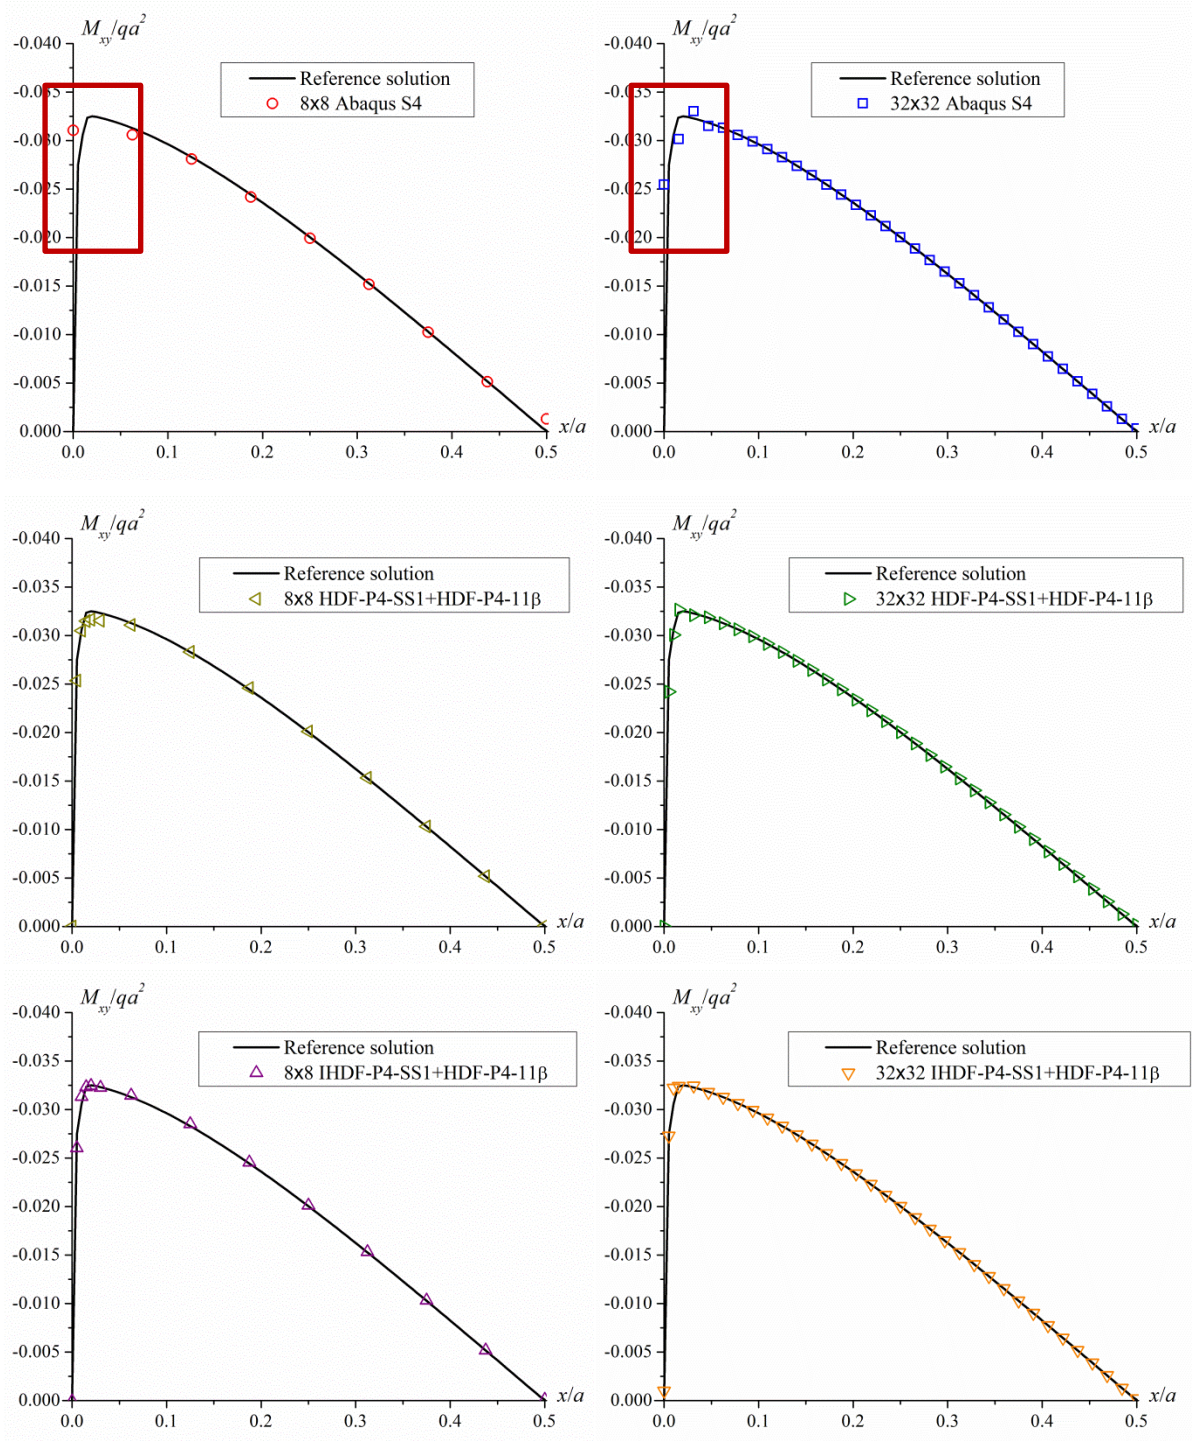 M_xy/qa^2
Reference solution
8x8 Abaqus S4
-0.040
-0.035
-0.030
-0.025
-0.020
-0.015
-0.010
-0.005
0.000
0.0 0.1 0.2 0.3 0.4 0.5
x/a
M_xy/qa^2
Reference solution
32x32 Abaqus S4
-0.040
-0.035
-0.030
-0.025
-0.020
-0.015
-0.010
-0.005
0.000
0.0 0.1 0.2 0.3 0.4 0.5
x/a
M_xy/qa^2
Reference solution
8x8 HDF-P4-SS1+HDF-P4-11β
-0.040
-0.035
-0.030
-0.025
-0.020
-0.015
-0.010
-0.005
0.000
0.0 0.1 0.2 0.3 0.4 0.5
x/a
M_xy/qa^2
Reference solution
32x32 HDF-P4-SS1+HDF-P4-11β
-0.040
-0.035
-0.030
-0.025
-0.020
-0.015
-0.010
-0.005
0.000
0.0 0.1 0.2 0.3 0.4 0.5
x/a
M_xy/qa^2
Reference solution
8x8 IHDF-P4-SS1+HDF-P4-11β
-0.040
-0.035
-0.030
-0.025
-0.020
-0.015
-0.010
-0.005
0.000
0.0 0.1 0.2 0.3 0.4 0.5
x/a
M_xy/qa^2
Reference solution
32x32 IHDF-P4-SS1+HDF-P4-11β
-0.040
-0.035
-0.030
-0.025
-0.020
-0.015
-0.010
-0.005
0.000
0.0 0.1 0.2 0.3 0.4 0.5
x/a